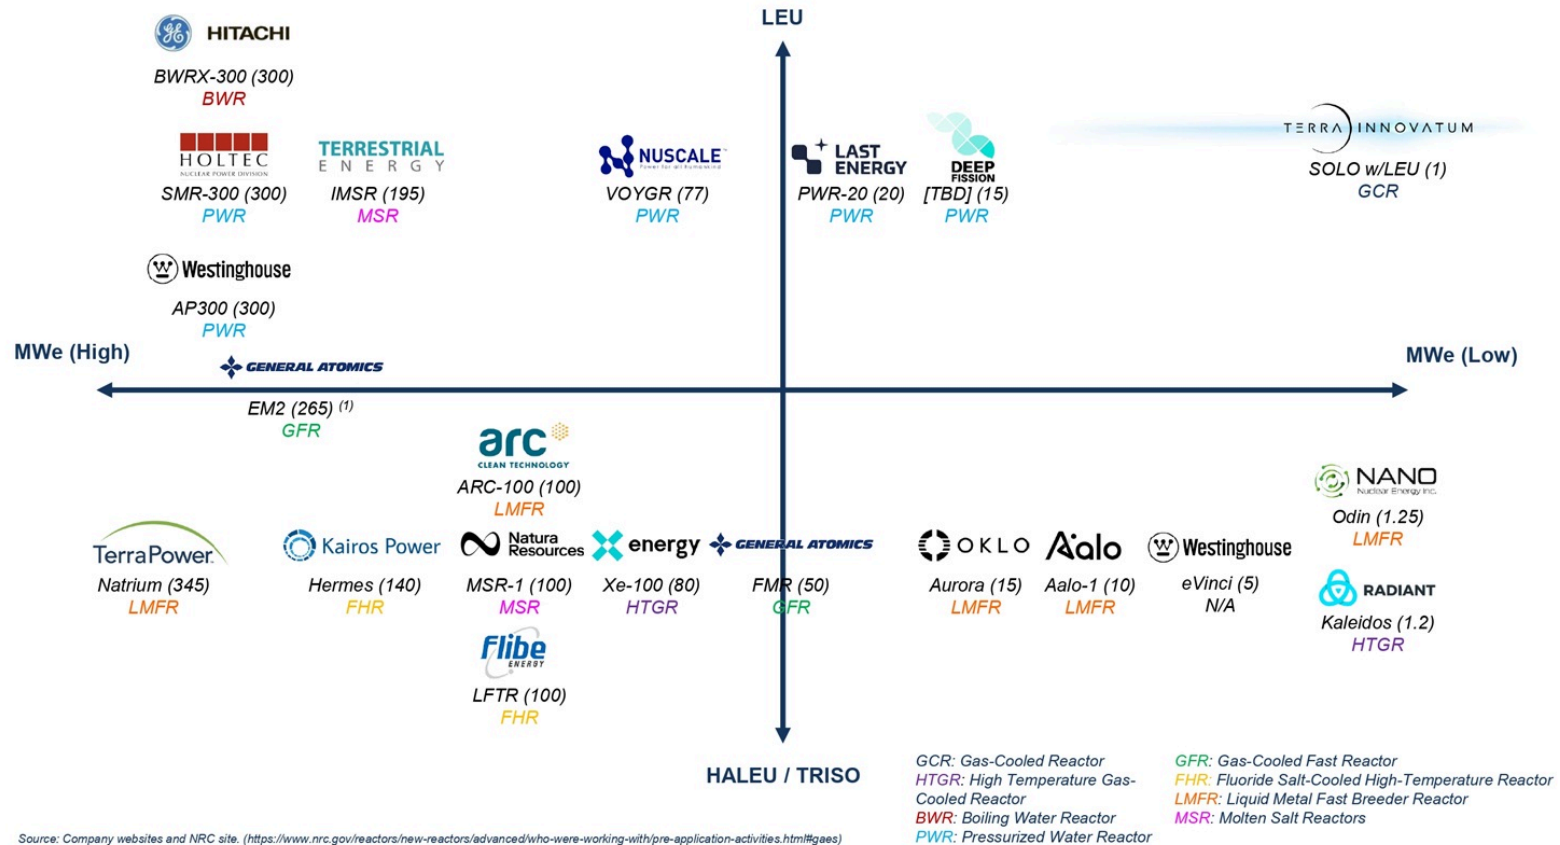 LEU
GE HITACHI
BWRX-300 (300)
BWR
HOLTEC
NUCLEAR POWER DIVISION
SMR-300 (300)
PWR
TERRESTRIAL
ENERGY
IMSR (195)
MSR
NUSCALE™
Power for all humankind
VOYGR (77)
PWR
LAST
ENERGY
PWR-20 (20)
PWR
DEEP
FISSION
[TBD] (15)
PWR
TERRA INNOVATUM
SOLO w/LEU (1)
GCR
Westinghouse
AP300 (300)
PWR
MWe (High)
MWe (Low)
GENERAL ATOMICS
EM2 (265) (1)
GFR
arc
CLEAN TECHNOLOGY
ARC-100 (100)
LMFR
NANO
Nuclear Energy Inc.
Odin (1.25)
LMFR
TerraPower
Natrium (345)
LMFR
Kairos Power
Hermes (140)
FHR
Natura
Resources
MSR-1 (100)
MSR
X energy
Xe-100 (80)
HTGR
GENERAL ATOMICS
FMR (50)
GFR
OKLO
Aurora (15)
LMFR
Aalo
Aalo-1 (10)
LMFR
Westinghouse
eVinci (5)
N/A
RADIANT
Kaleidos (1.2)
HTGR
Flibe
ENERGY
LFTR (100)
FHR
HALEU / TRISO
GCR: Gas-Cooled Reactor
HTGR: High Temperature Gas-
Cooled Reactor
BWR: Boiling Water Reactor
PWR: Pressurized Water Reactor
GFR: Gas-Cooled Fast Reactor
FHR: Fluoride Salt-Cooled High-Temperature Reactor
LMFR: Liquid Metal Fast Breeder Reactor
MSR: Molten Salt Reactors
Source: Company websites and NRC site. (https://www.nrc.gov/reactors/new-reactors/advanced/who-were-working-with/pre-application-activities.html#gaes)